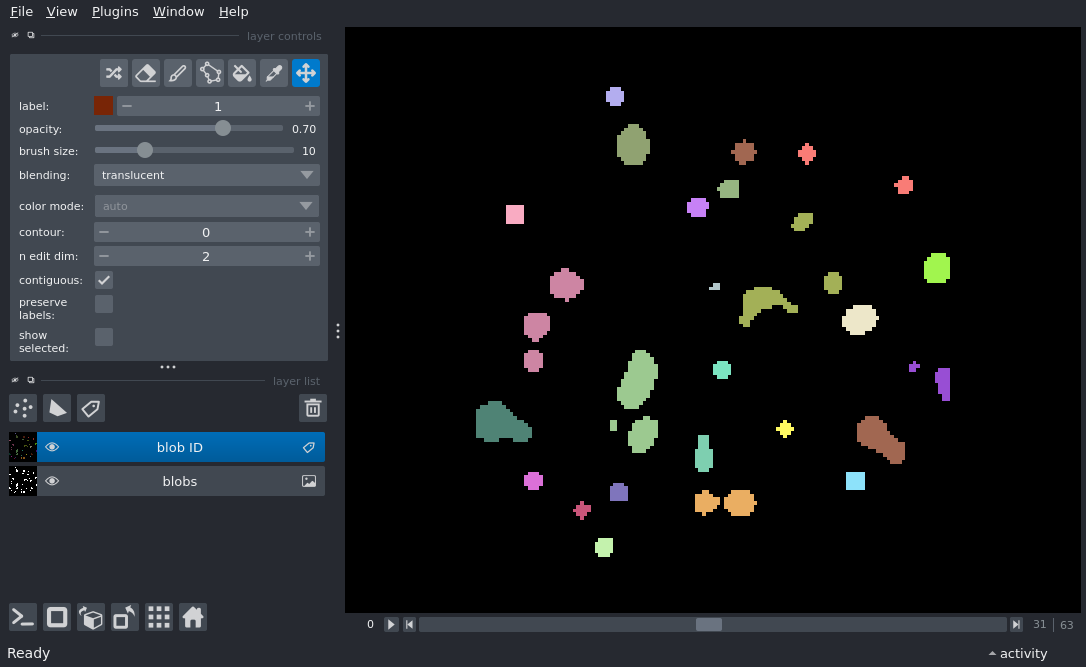 File View Plugins Window Help
layer controls
label: 1
opacity: 0.70
brush size: 10
blending: translucent
color mode: auto
contour: 0
n edit dim: 2
contiguous:
preserve
labels:
show
selected:
layer list
blob ID
blobs
0 31 63
Ready activity